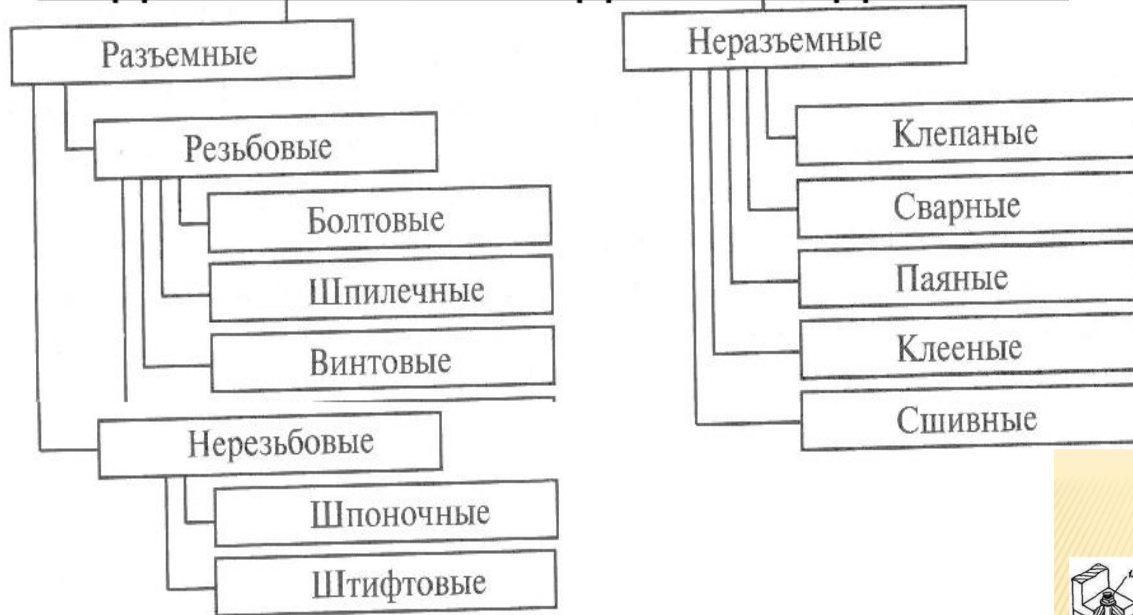 Разъемные
Резьбовые
Болтовые
Шпилечные
Винтовые
Нерезьбовые
Шпоночные
Штифтовые
Неразъемные
Клепаные
Сварные
Паяные
Клееные
Сшивные